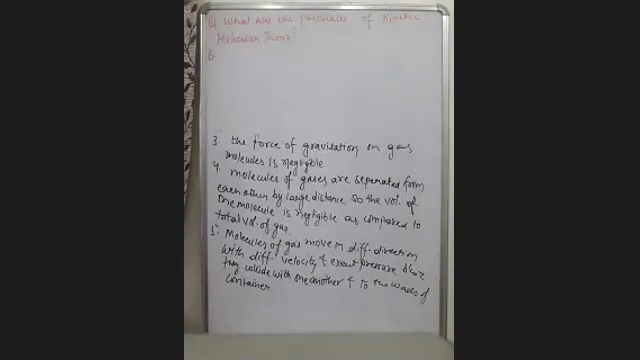 Q. What are the postulates of Kinetic
Molecular Theory?
6.
3. the force of gravitation on gas
molecules is negligible
4. Molecules of gases are separated from
each other by large distance so the vol. of
one molecule is negligible as compared to
total vol. of gas.
5. Molecules of gas move in diff. direction
with diff. velocity & exert pressure b'coz
they collide with one another & to the walls of
container